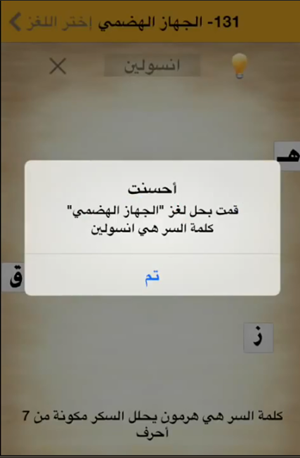 131- الجهاز الهضمي إختر اللغز
انسولين
هـ
أحسنت
قمت بحل لغز "الجهاز الهضمي"
كلمة السر هي انسولين
تم
ق
ز
كلمة السر هي هرمون يحلل السكر مكونة من 7
أحرف